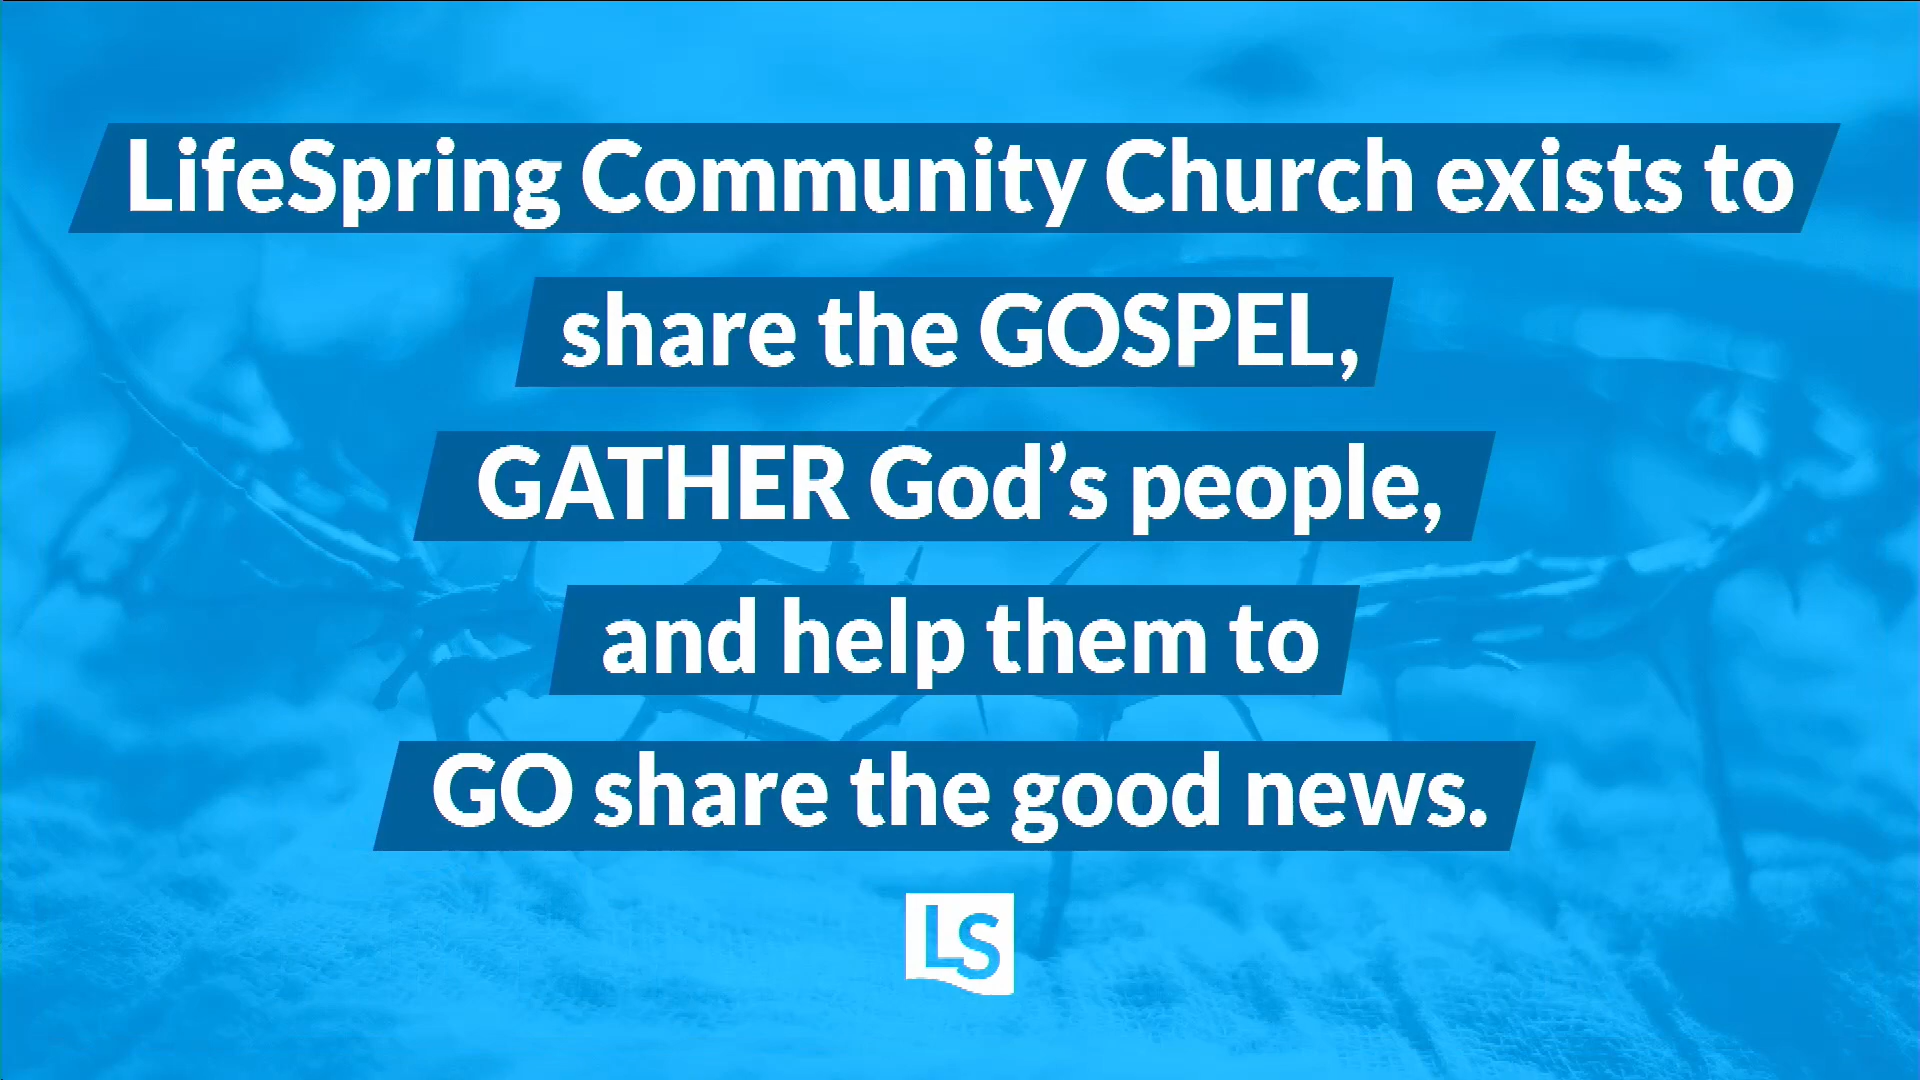 LifeSpring Community Church exists to
share the GOSPEL,
GATHER God’s people,
and help them to
GO share the good news.
LS